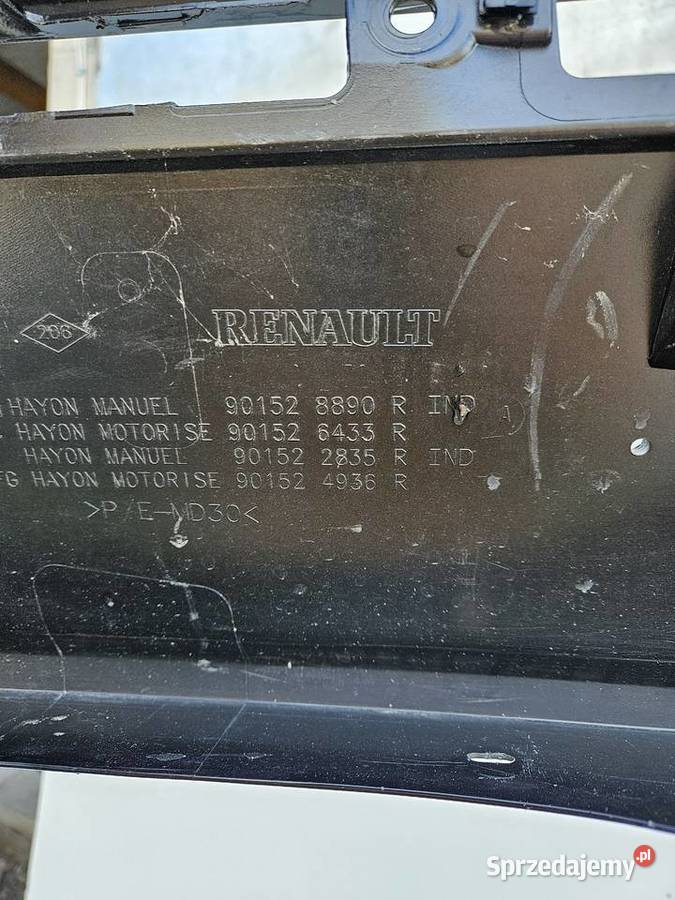 RENAULT
206
HAYON MANUEL 90152 8890 R IND A
HAYON MOTORISE 90152 6433 R
HAYON MANUEL 90152 2835 R IND
FG HAYON MOTORISE 90152 4936 R
>P/E-MD30<
Sprzedajemy.pl